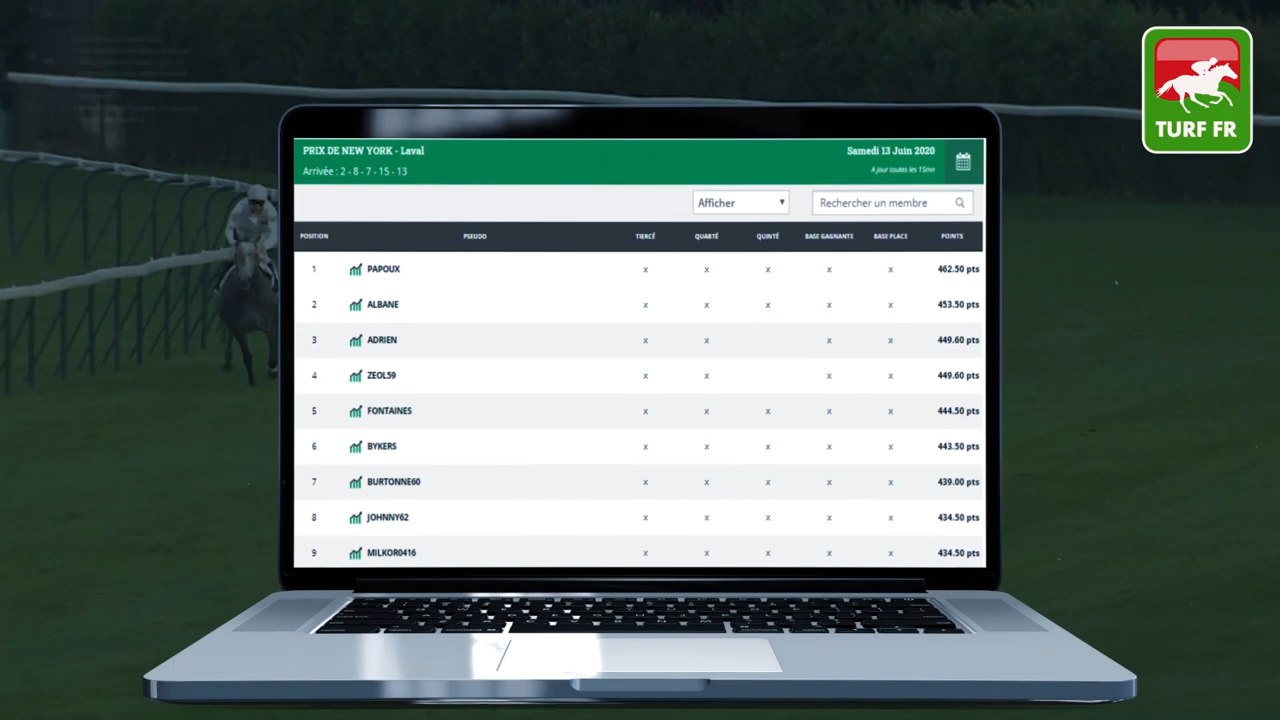 TURF FR
PRIX DE NEW YORK - Laval
Samedi 13 Juin 2020
Arrivée : 2 - 8 - 7 - 15 - 13
A jour toutes les 15mn
Afficher
Rechercher un membre
POSITION PSEUDO TIERCÉ QUARTÉ QUINTÉ BASE GAGNANTE BASE PLACE POINTS
1 PAPOUX x x x x x 462.50 pts
2 ALBANE x x x x x 453.50 pts
3 ADRIEN x x x x 449.60 pts
4 ZEOL59 x x x x 449.60 pts
5 FONTAINES x x x x x 444.50 pts
6 BYKERS x x x x x 443.50 pts
7 BURTONNE60 x x x x x 439.00 pts
8 JOHNNY62 x x x x x 434.50 pts
9 MILKOR0416 x x x x x 434.50 pts